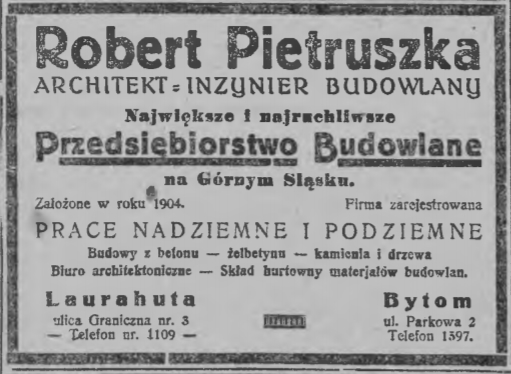 Robert Pietruszka
ARCHITEKT = INZYNIER BUDOWLANY
Największe i najruchliwsze
Przedsiębiorstwo Budowlane
na Górnym Śląsku.
Założone w roku 1904. Firma zarejestrowana
PRACE NADZIEMNE I PODZIEMNE
Budowy z betonu — żelbetynu — kamienia i drzewa
Biuro architektoniczne — Skład hurtowny materjałów budowlan.
Laurahuta Bytom
ulica Graniczna nr. 3 ul. Parkowa 2
— Telefon nr. 1109 — Telefon 1397.